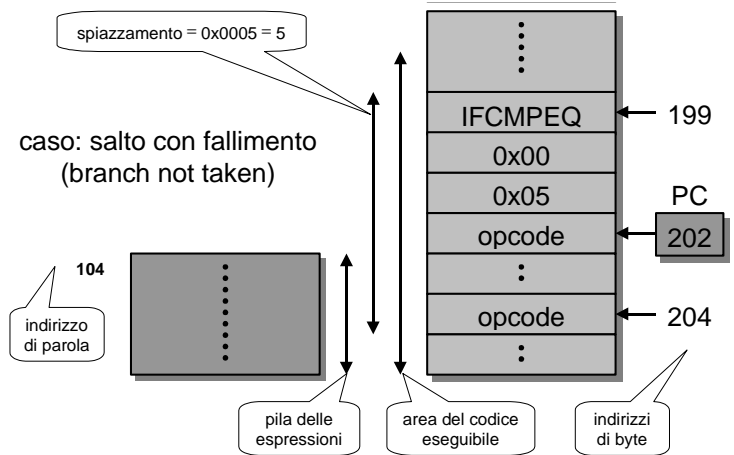 spiazzamento = 0x0005 = 5
caso: salto con fallimento
(branch not taken)
IFCMPEQ
199
0x00
0x05
PC
opcode
202
104
indirizzo
di parola
opcode
204
pila delle
espressioni
area del codice
eseguibile
indirizzi
di byte